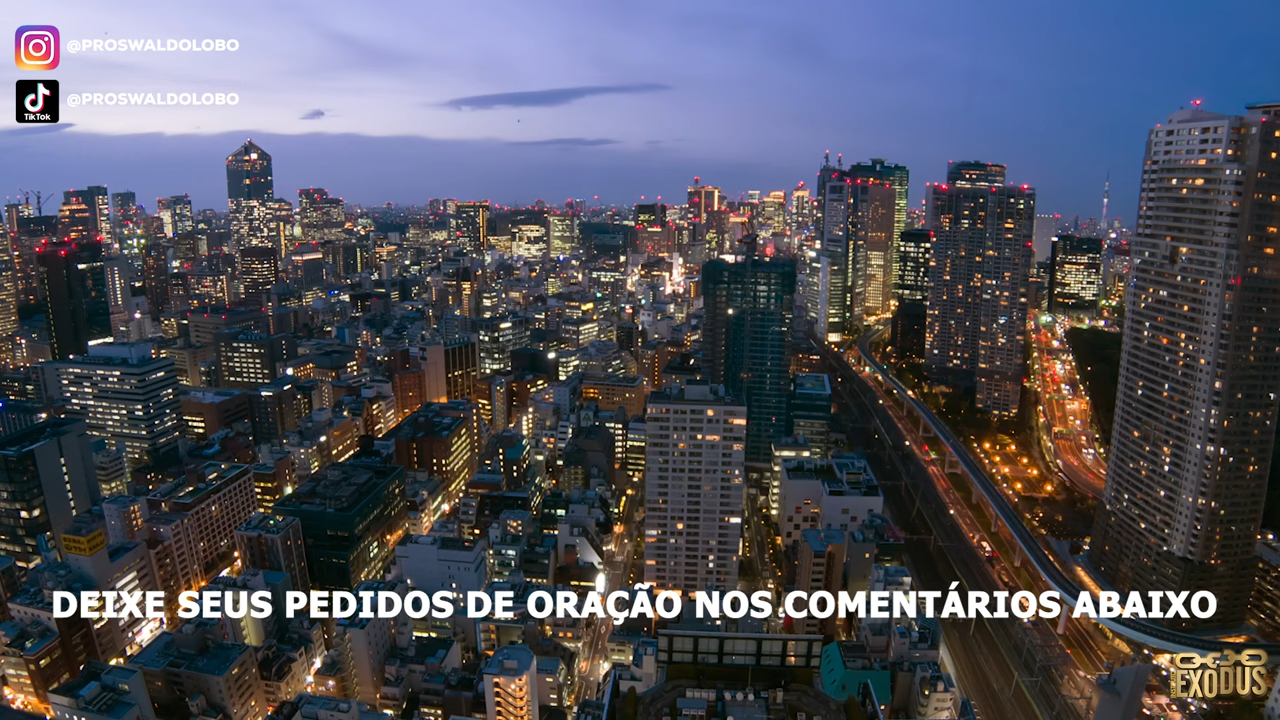 @PROSWALDOLOBO
TikTok
@PROSWALDOLOBO
DEIXE SEUS PEDIDOS DE ORAÇÃO NOS COMENTÁRIOS ABAIXO
EXODUS